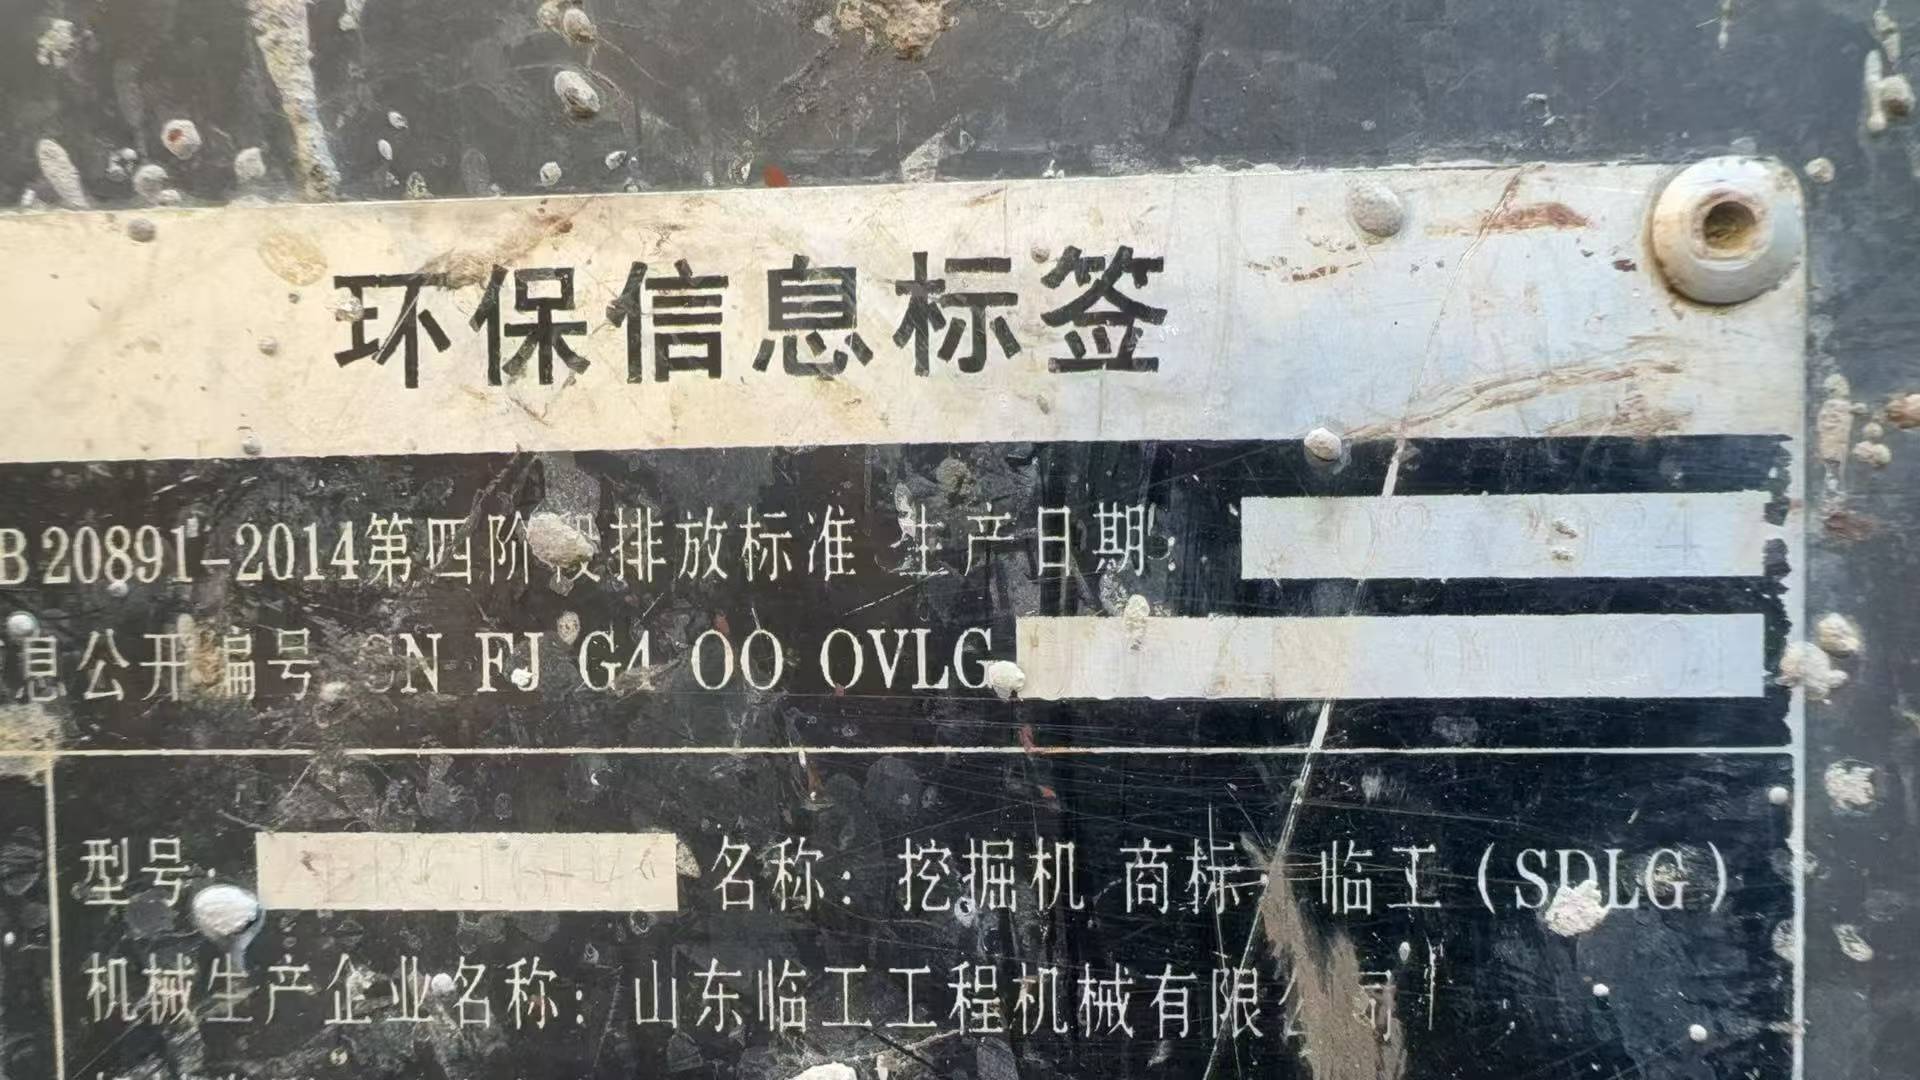 环保信息标签
B 20891-2014第四阶段排放标准 生产日期:
息公开编号 CN FJ G4 00 0VLG
型号: 名称: 挖掘机 商标: 临工 (SDLG)
机械生产企业名称: 山东临工工程机械有限公司